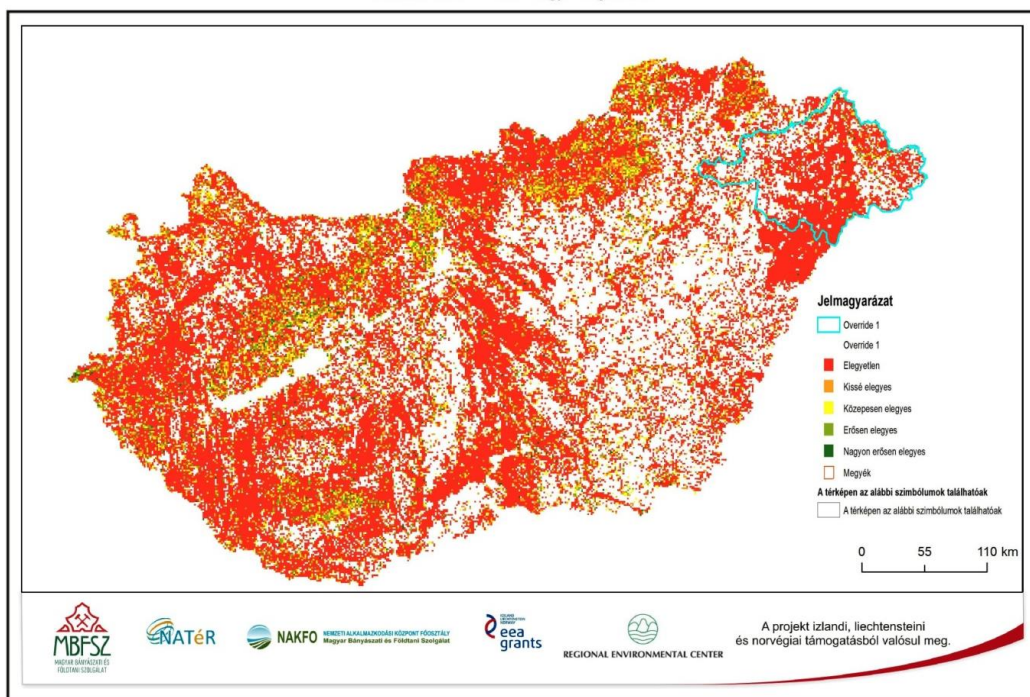 Jelmagyarázat
Override 1
Override 1
Elegyetlen
Kissé elegyes
Közepesen elegyes
Erősen elegyes
Nagyon erősen elegyes
Megyék
A térképen az alábbi szimbólumok találhatóak
A térképen az alábbi szimbólumok találhatóak
0 55 110 km
MBFSZ
MAGYAR BÁNYÁSZATI ÉS
FÖLDTANI SZOLGÁLAT
NATéR
NAKFO
NEMZETI ALKALMAZKODÁSI KÖZPONT FŐOSZTÁLY
Magyar Bányászati és Földtani Szolgálat
eea
grants
REGIONAL ENVIRONMENTAL CENTER
A projekt izlandi, liechtensteini
és norvégiai támogatásból valósul meg.